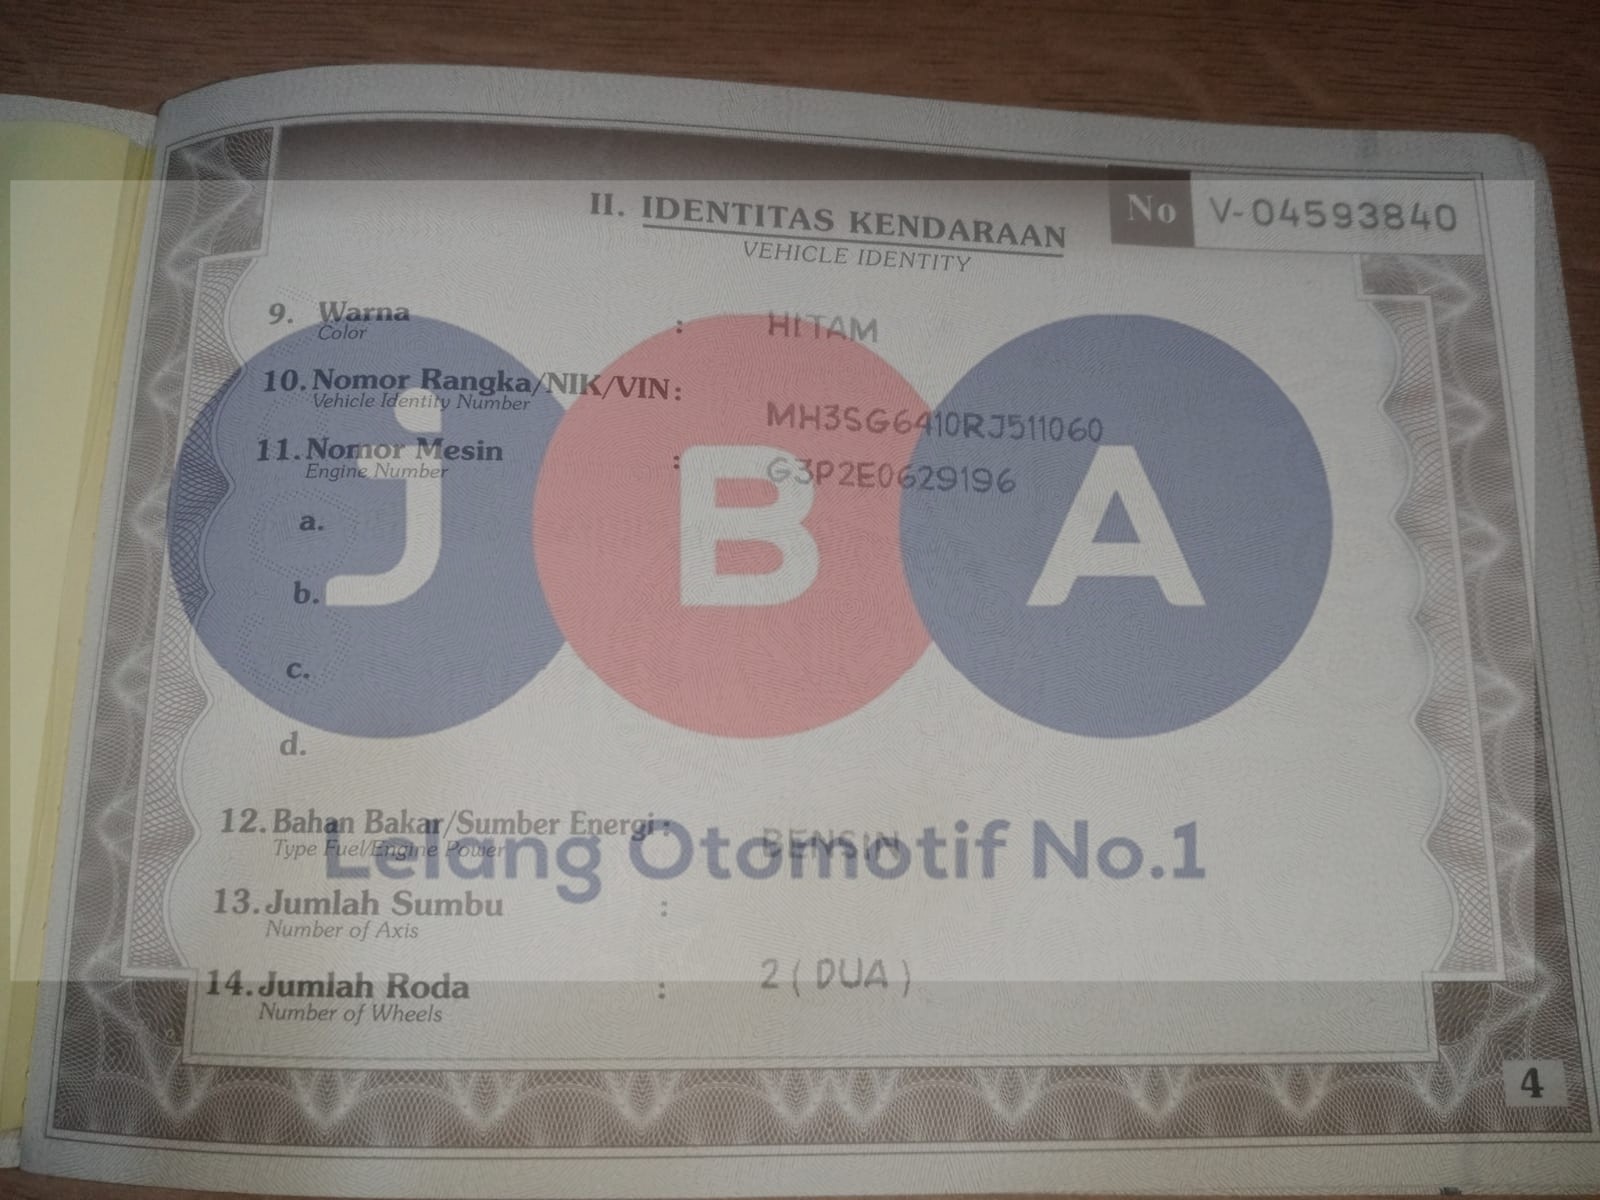 No V-04593840
II. IDENTITAS KENDARAAN
VEHICLE IDENTITY
9. Warna : HITAM
Color
10. Nomor Rangka/NIK/VIN : MH3SG6410RJ511060
Vehicle Identity Number
11. Nomor Mesin : G3P2E0629196
Engine Number
a.
b.
c.
d.
jBA
12. Bahan Bakar/Sumber Energi : BENSIN
Type Fuel/Engine Power
Lelang Otomotif No.1
13. Jumlah Sumbu :
Number of Axis
14. Jumlah Roda : 2 ( DUA )
Number of Wheels
4